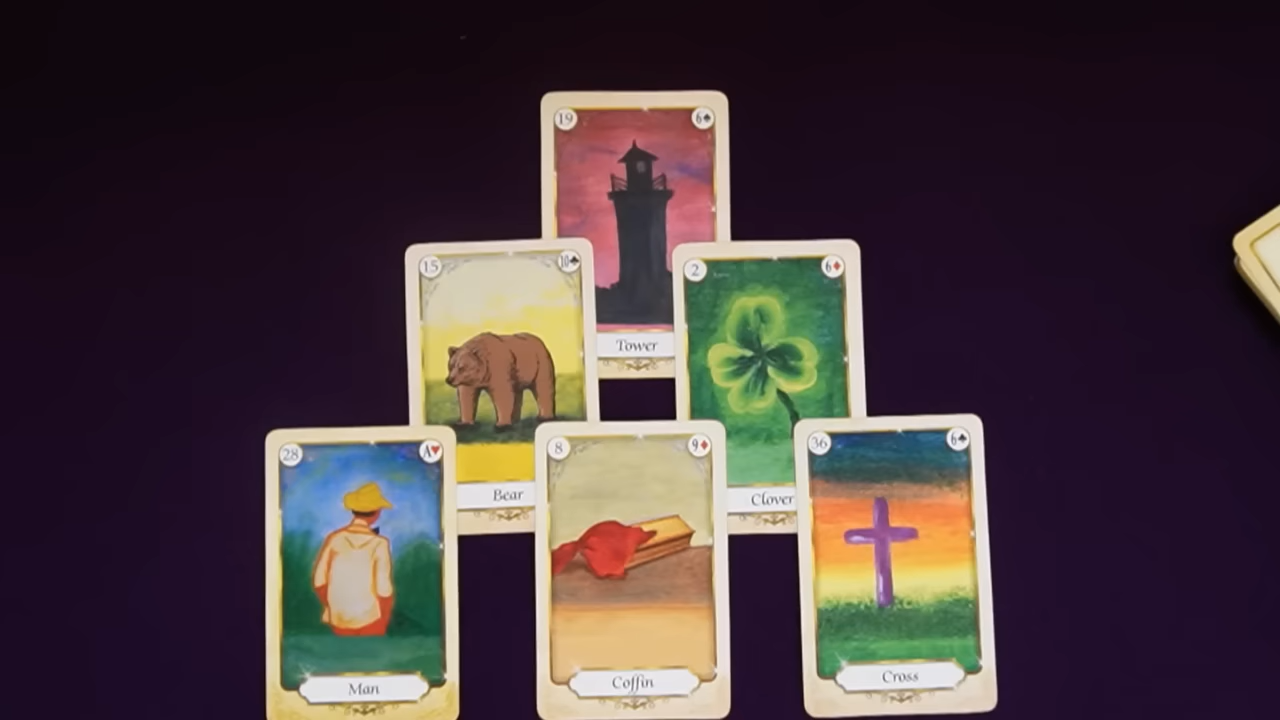 19 6♠
Tower
15 10♣
Bear
2 6♦
Clover
28 A♥
Man
8 9♦
Coffin
36 6♣
Cross